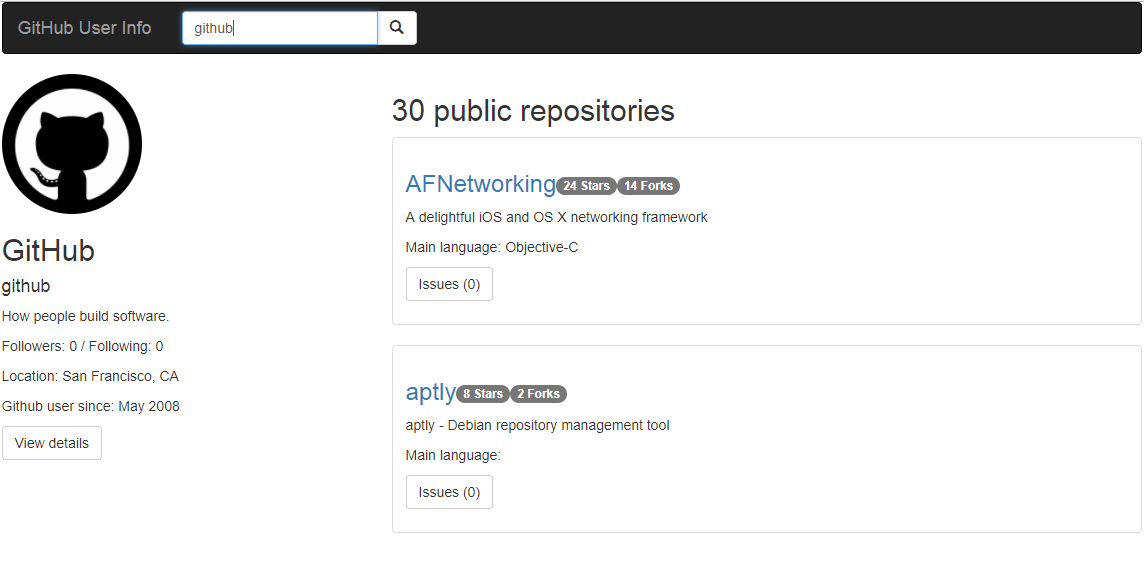 GitHub User Info
github
GitHub
github
How people build software.
Followers: 0 / Following: 0
Location: San Francisco, CA
Github user since: May 2008
View details
30 public repositories
AFNetworking 24 Stars 14 Forks
A delightful iOS and OS X networking framework
Main language: Objective-C
Issues (0)
aptly 8 Stars 2 Forks
aptly - Debian repository management tool
Main language:
Issues (0)